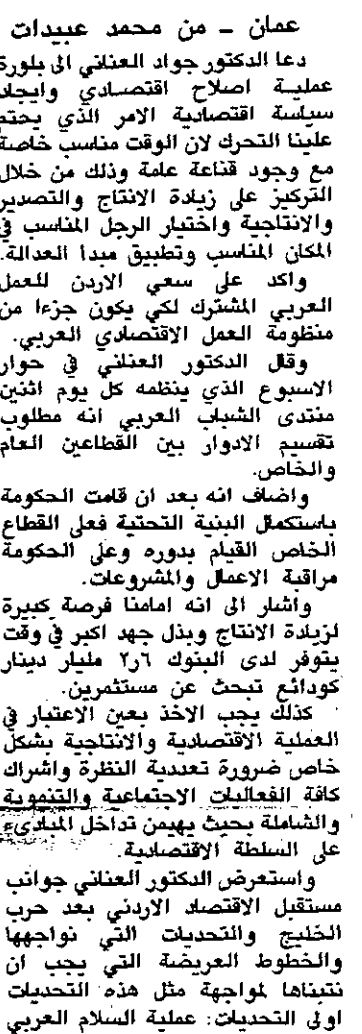 عمان ـ من محمد عبيدات
دعا الدكتور جواد العناني الى بلورة
عملية اصلاح اقتصادي وايجاد
سياسة اقتصادية الامر الذي يحتم
علينا التحرك لان الوقت مناسب خاصة
مع وجود قناعة عامة وذلك من خلال
التركيز على زيادة الانتاج والتصدير
والانتاجية واختيار الرجل المناسب في
المكان المناسب وتطبيق مبدا العدالة.
واكد على سعي الاردن للعمل
العربي المشترك لكي يكون جزءا من
منظومة العمل الاقتصادي العربي.
وقال الدكتور العناني في حوار
الاسبوع الذي ينظمه كل يوم اثنين
منتدى الشباب العربي انه مطلوب
تقسيم الادوار بين القطاعين العام
والخاص.
واضاف انه بعد ان قامت الحكومة
باستكمال البنية التحتية فعلى القطاع
الخاص القيام بدوره وعلى الحكومة
مراقبة الاعمال والمشروعات.
واشار الى انه امامنا فرصة كبيرة
لزيادة الانتاج وبذل جهد اكبر في وقت
يتوفر لدى البنوك ٢٫٦ مليار دينار
كودائع تبحث عن مستثمرين.
كذلك يجب الاخذ بعين الاعتبار في
العملية الاقتصادية والانتاجية بشكل
خاص ضرورة تعددية النظرة واشراك
كافة الفعاليات الاجتماعية والتنموية
والشاملة بحيث يهيمن تداخل المبادىء
على السلطة الاقتصادية.
واستعرض الدكتور العناني جوانب
مستقبل الاقتصاد الاردني بعد حرب
الخليج والتحديات التي نواجهها
والخطوط العريضة التي يجب ان
نتبناها لمواجهة مثل هذه التحديات
اولى التحديات: عملية السلام العربي